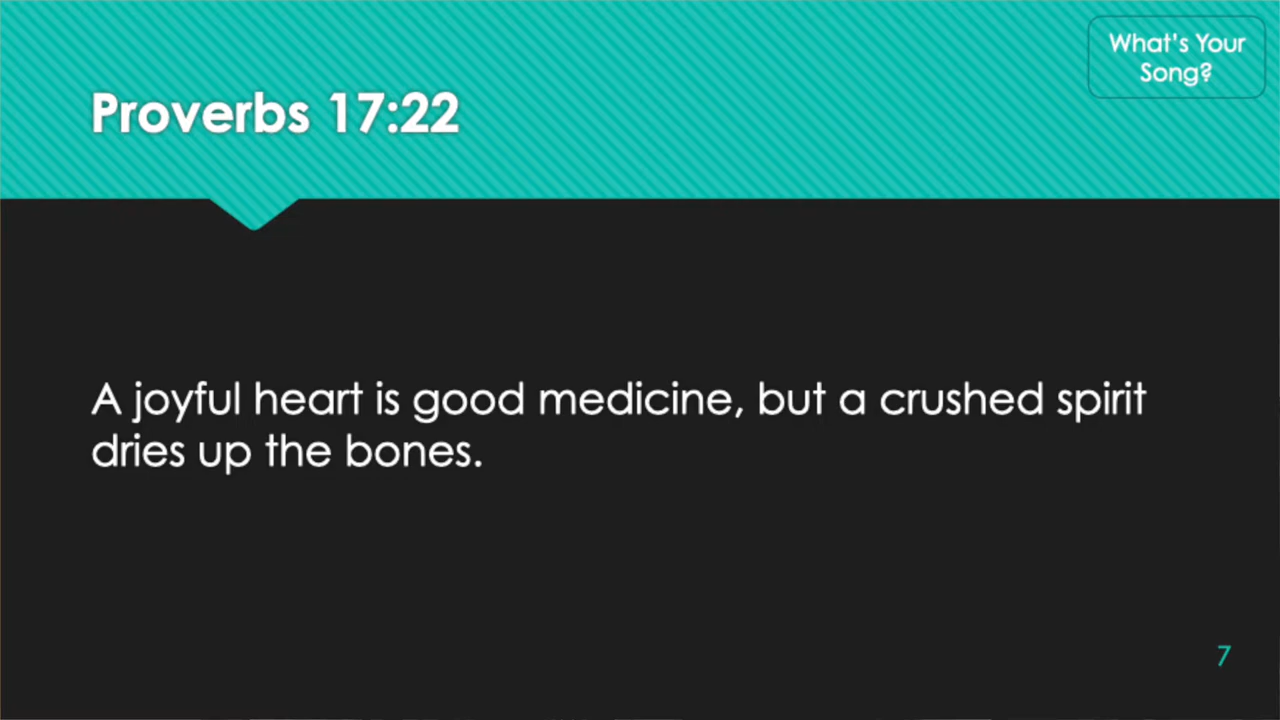 What's Your
Song?
Proverbs 17:22
A joyful heart is good medicine, but a crushed spirit
dries up the bones.
7